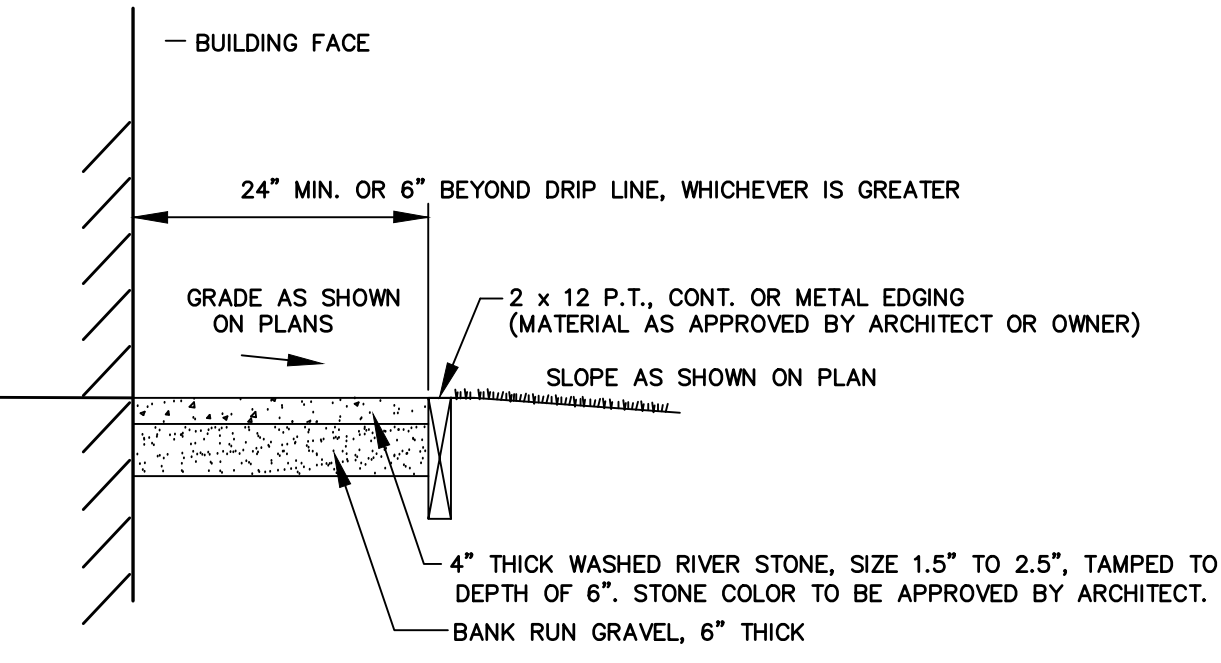 BUILDING FACE
24" MIN. OR 6" BEYOND DRIP LINE, WHICHEVER IS GREATER
GRADE AS SHOWN
ON PLANS
2 x 12 P.T., CONT. OR METAL EDGING
(MATERIAL AS APPROVED BY ARCHITECT OR OWNER)
SLOPE AS SHOWN ON PLAN
4" THICK WASHED RIVER STONE, SIZE 1.5" TO 2.5", TAMPED TO
DEPTH OF 6". STONE COLOR TO BE APPROVED BY ARCHITECT.
BANK RUN GRAVEL, 6" THICK